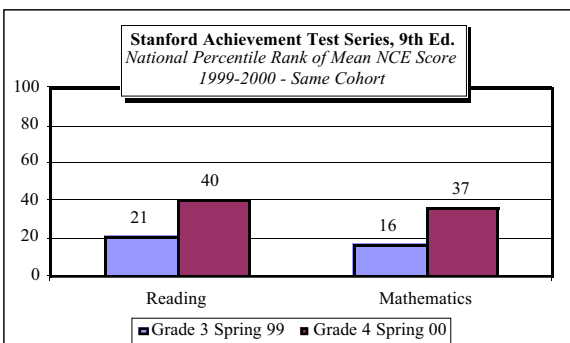 Stanford Achievement Test Series, 9th Ed.
National Percentile Rank of Mean NCE Score
1999-2000 - Same Cohort
100
80
60
40
20
0
21
40
16
37
Reading
Mathematics
Grade 3 Spring 99
Grade 4 Spring 00